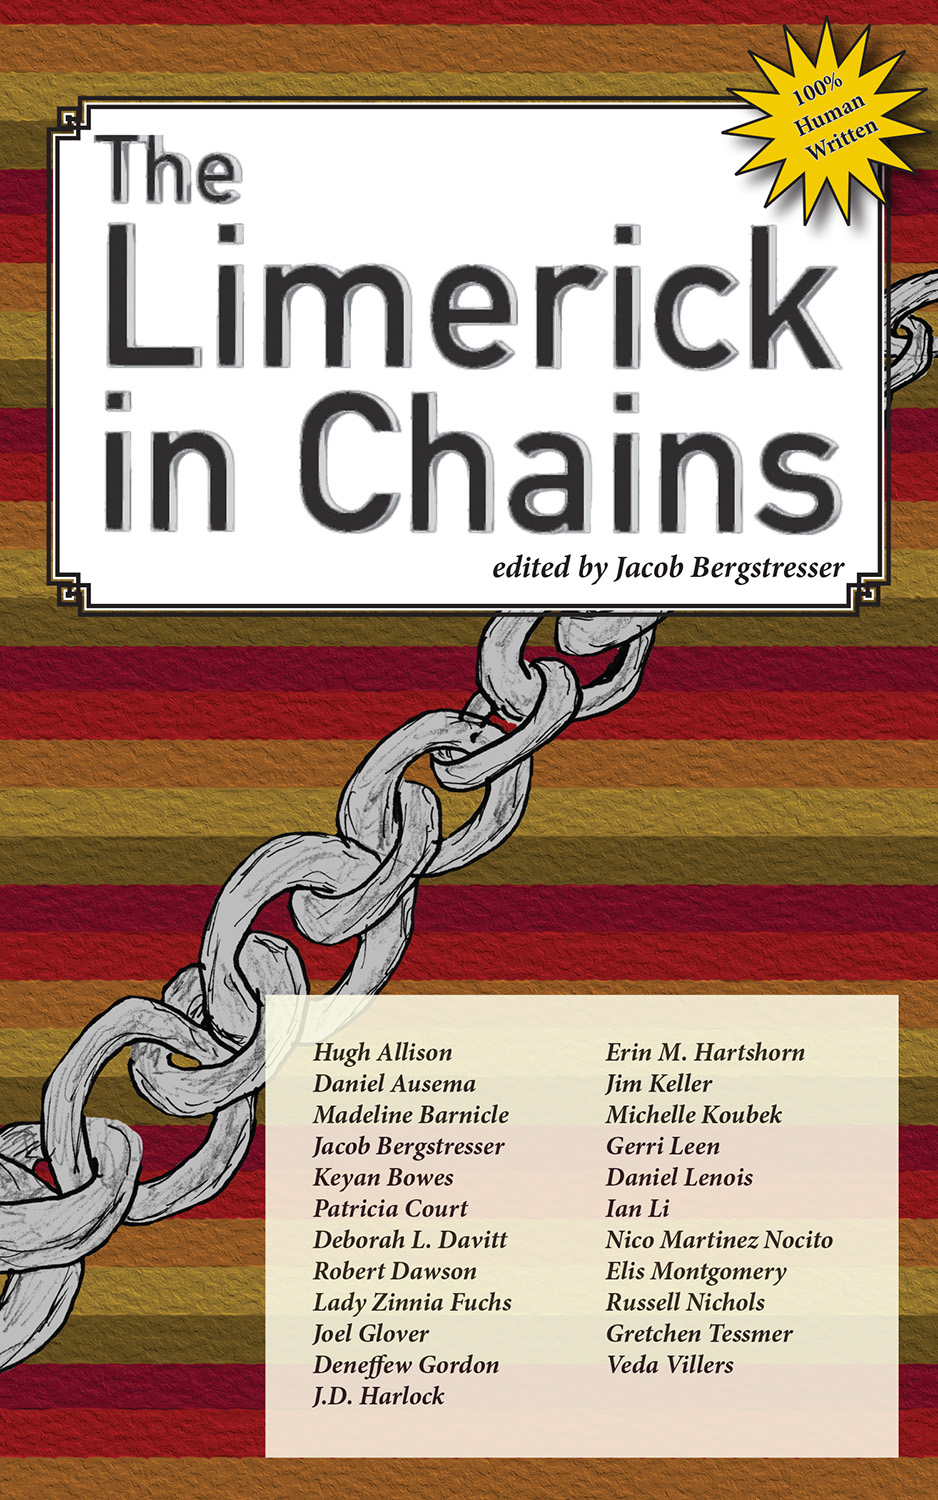 100%
Human
Written
The
Limerick
in Chains
edited by Jacob Bergstresser
Hugh Allison
Daniel Ausema
Madeline Barnicle
Jacob Bergstresser
Keyan Bowes
Patricia Court
Deborah L. Davitt
Robert Dawson
Lady Zinnia Fuchs
Joel Glover
Deneffew Gordon
J.D. Harlock
Erin M. Hartshorn
Jim Keller
Michelle Koubek
Gerri Leen
Daniel Lenois
Ian Li
Nico Martinez Nocito
Elis Montgomery
Russell Nichols
Gretchen Tessmer
Veda Villers